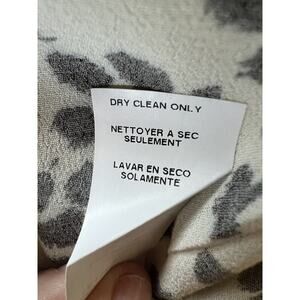 DRY CLEAN ONLY
NETTOYER A SEC
SEULEMENT
LAVAR EN SECO
SOLAMENTE